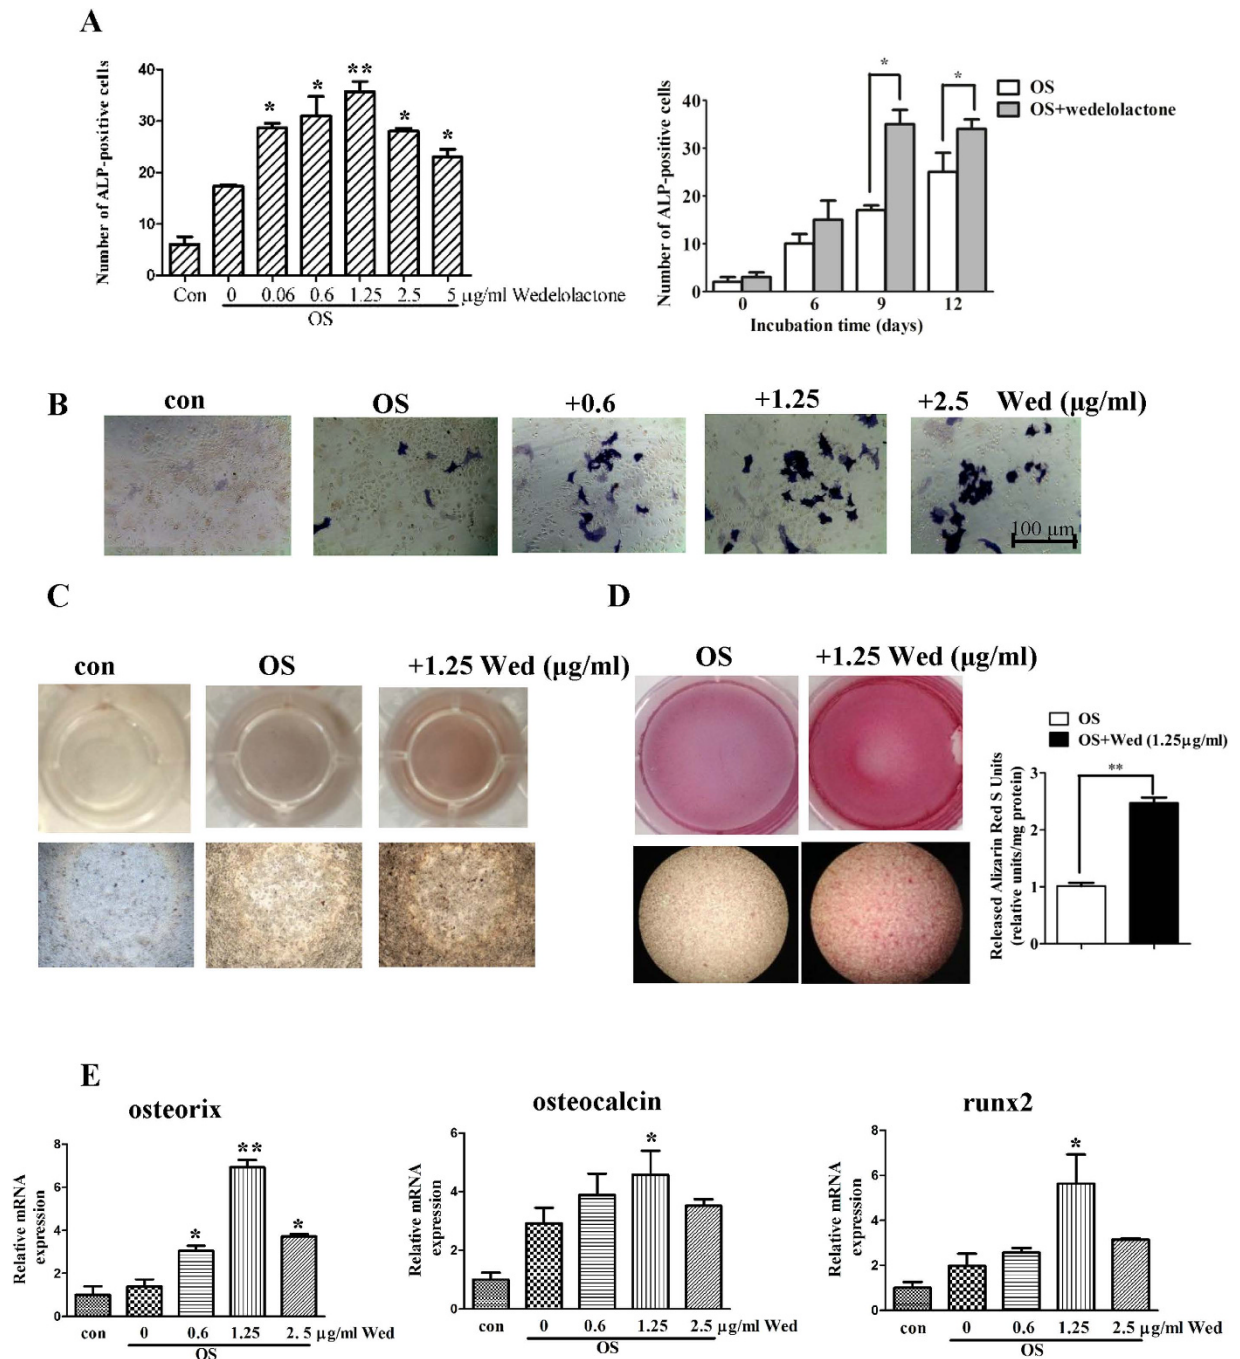 A
Number of ALP-positive cells
40
30
20
10
0
*
*
**
*
*
Con 0 0.06 0.6 1.25 2.5 5 μg/ml Wedelolactone
OS
Number of ALP-positive cells
40
30
20
10
0
*
*
OS
OS+wedelolactone
0 6 9 12
Incubation time (days)
B
con OS +0.6 +1.25 +2.5 Wed (μg/ml)
100 μm
C
con OS +1.25 Wed (μg/ml)
D
OS +1.25 Wed (μg/ml)
OS
OS+Wed (1.25μg/ml)
Released Alizarin Red S Units
(relative units/mg protein)
3
2
1
0
**
E
osteorix
Relative mRNA
expression
8
6
4
2
0
*
**
*
con 0 0.6 1.25 2.5 μg/ml Wed
OS
osteocalcin
Relative mRNA
expression
6
4
2
0
*
con 0 0.6 1.25 2.5 μg/ml Wed
OS
runx2
Relative mRNA
expression
8
6
4
2
0
*
con 0 0.6 1.25 2.5 μg/ml Wed
OS